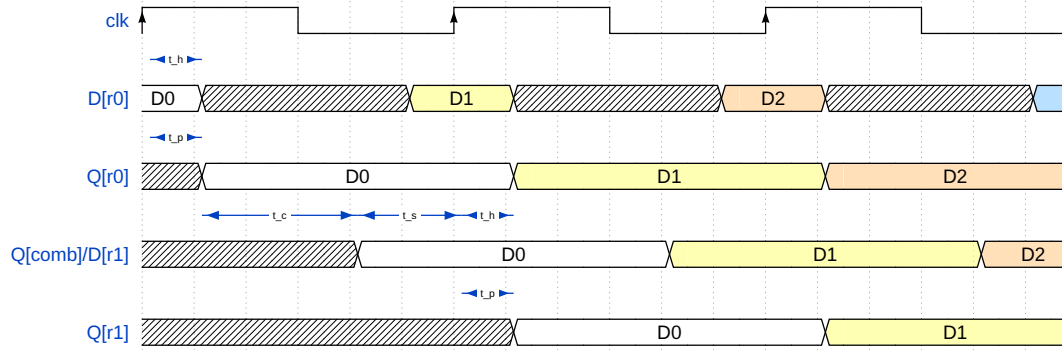 clk
t_h
D[r0] D0 D1 D2
t_p
Q[r0] D0 D1 D2
t_c t_s t_h
Q[comb]/D[r1] D0 D1 D2
t_p
Q[r1] D0 D1